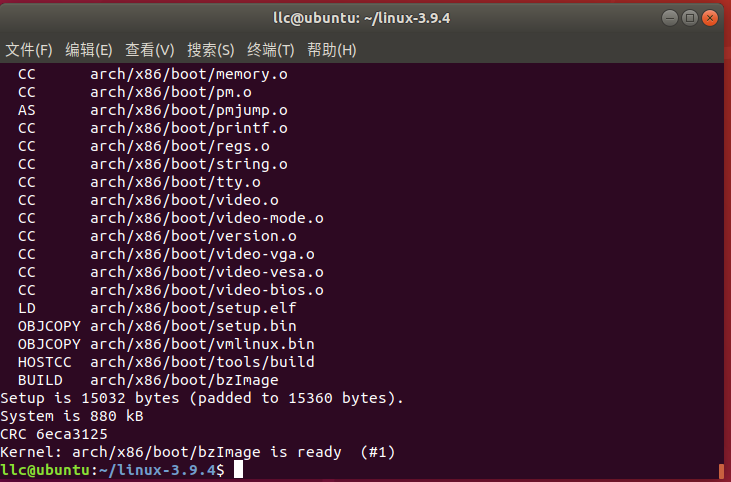 llc@ubuntu: ~/linux-3.9.4
文件(F) 编辑(E) 查看(V) 搜索(S) 终端(T) 帮助(H)
CC arch/x86/boot/memory.o
CC arch/x86/boot/pm.o
AS arch/x86/boot/pmjump.o
CC arch/x86/boot/printf.o
CC arch/x86/boot/regs.o
CC arch/x86/boot/string.o
CC arch/x86/boot/tty.o
CC arch/x86/boot/video.o
CC arch/x86/boot/video-mode.o
CC arch/x86/boot/version.o
CC arch/x86/boot/video-vga.o
CC arch/x86/boot/video-vesa.o
CC arch/x86/boot/video-bios.o
LD arch/x86/boot/setup.elf
OBJCOPY arch/x86/boot/setup.bin
OBJCOPY arch/x86/boot/vmlinux.bin
HOSTCC arch/x86/boot/tools/build
BUILD arch/x86/boot/bzImage
Setup is 15032 bytes (padded to 15360 bytes).
System is 880 kB
CRC 6eca3125
Kernel: arch/x86/boot/bzImage is ready (#1)
llc@ubuntu:~/linux-3.9.4$